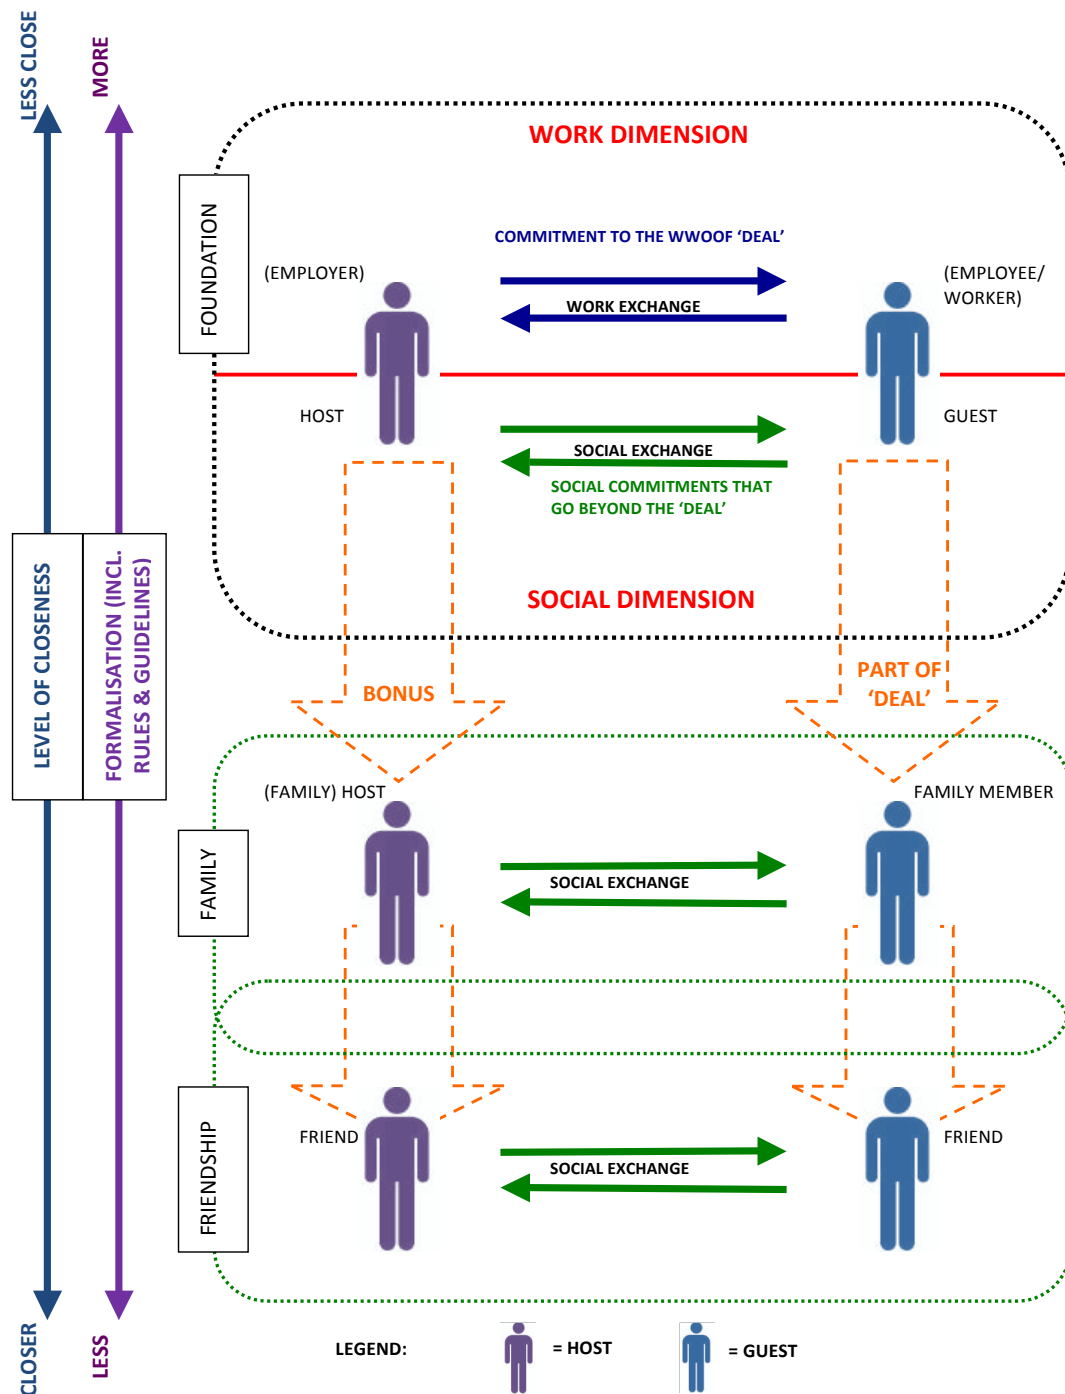 LESS CLOSE
MORE
WORK DIMENSION
FOUNDATION
COMMITMENT TO THE WWOOF ‘DEAL’
(EMPLOYER)
(EMPLOYEE/
WORKER)
WORK EXCHANGE
HOST
GUEST
SOCIAL EXCHANGE
SOCIAL COMMITMENTS THAT
GO BEYOND THE ‘DEAL’
SOCIAL DIMENSION
LEVEL OF CLOSENESS
FORMALISATION (INCL.
RULES & GUIDELINES)
BONUS
PART OF
‘DEAL’
(FAMILY) HOST
FAMILY MEMBER
FAMILY
SOCIAL EXCHANGE
FRIENDSHIP
FRIEND
FRIEND
SOCIAL EXCHANGE
CLOSER
LESS
LEGEND:
= HOST
= GUEST